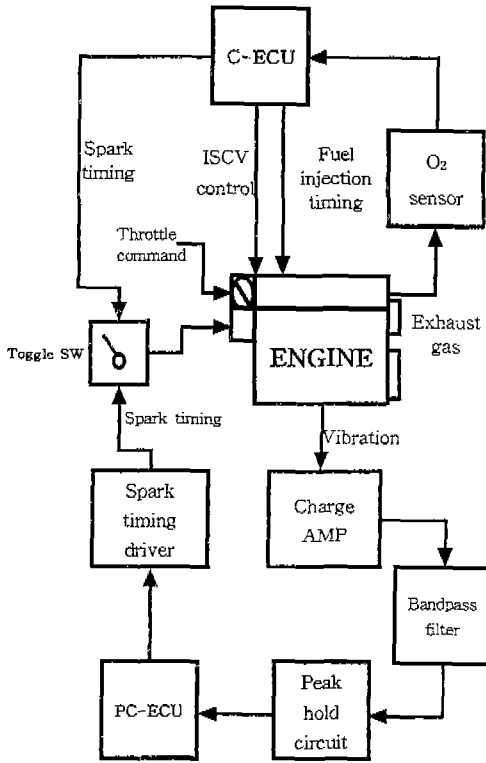 C-ECU
Spark
timing
ISCV
control
Fuel
injection
timing
O₂
sensor
Throttle
command
Exhaust
gas
Toggle SW
ENGINE
Spark timing
Vibration
Spark
timing
driver
Charge
AMP
Bandpass
filter
PC-ECU
Peak
hold
circuit